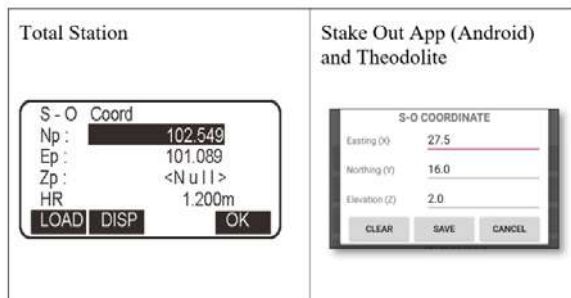 Total Station
Stake Out App (Android)
and Theodolite
S - O Coord
Np : 102.549
Ep : 101.089
Zp : <Null>
HR 1.200m
LOAD DISP OK
S-O COORDINATE
Easting (X) 27.5
Northing (Y) 16.0
Elevation (Z) 2.0
CLEAR SAVE CANCEL